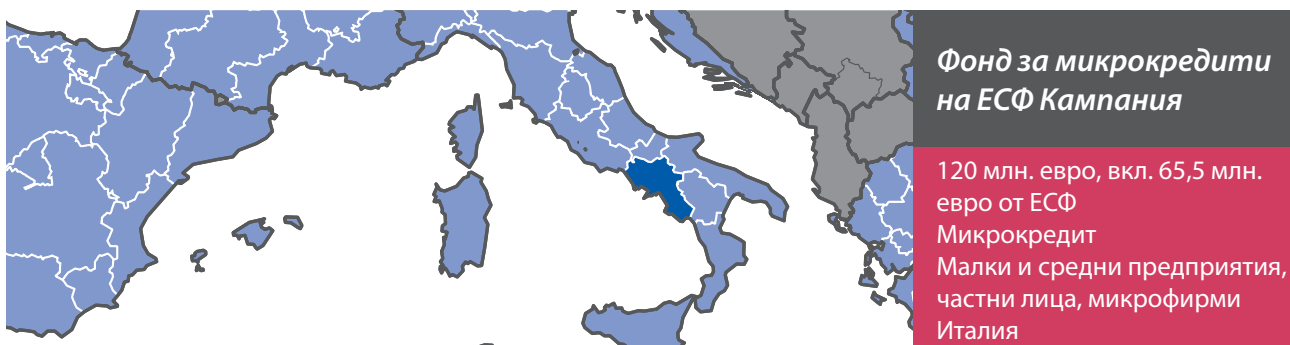 Фонд за микрокредити
на ЕСФ Кампания
120 млн. евро, вкл. 65,5 млн.
евро от ЕСФ
Микрокредит
Малки и средни предприятия,
частни лица, микрофирми
Италия